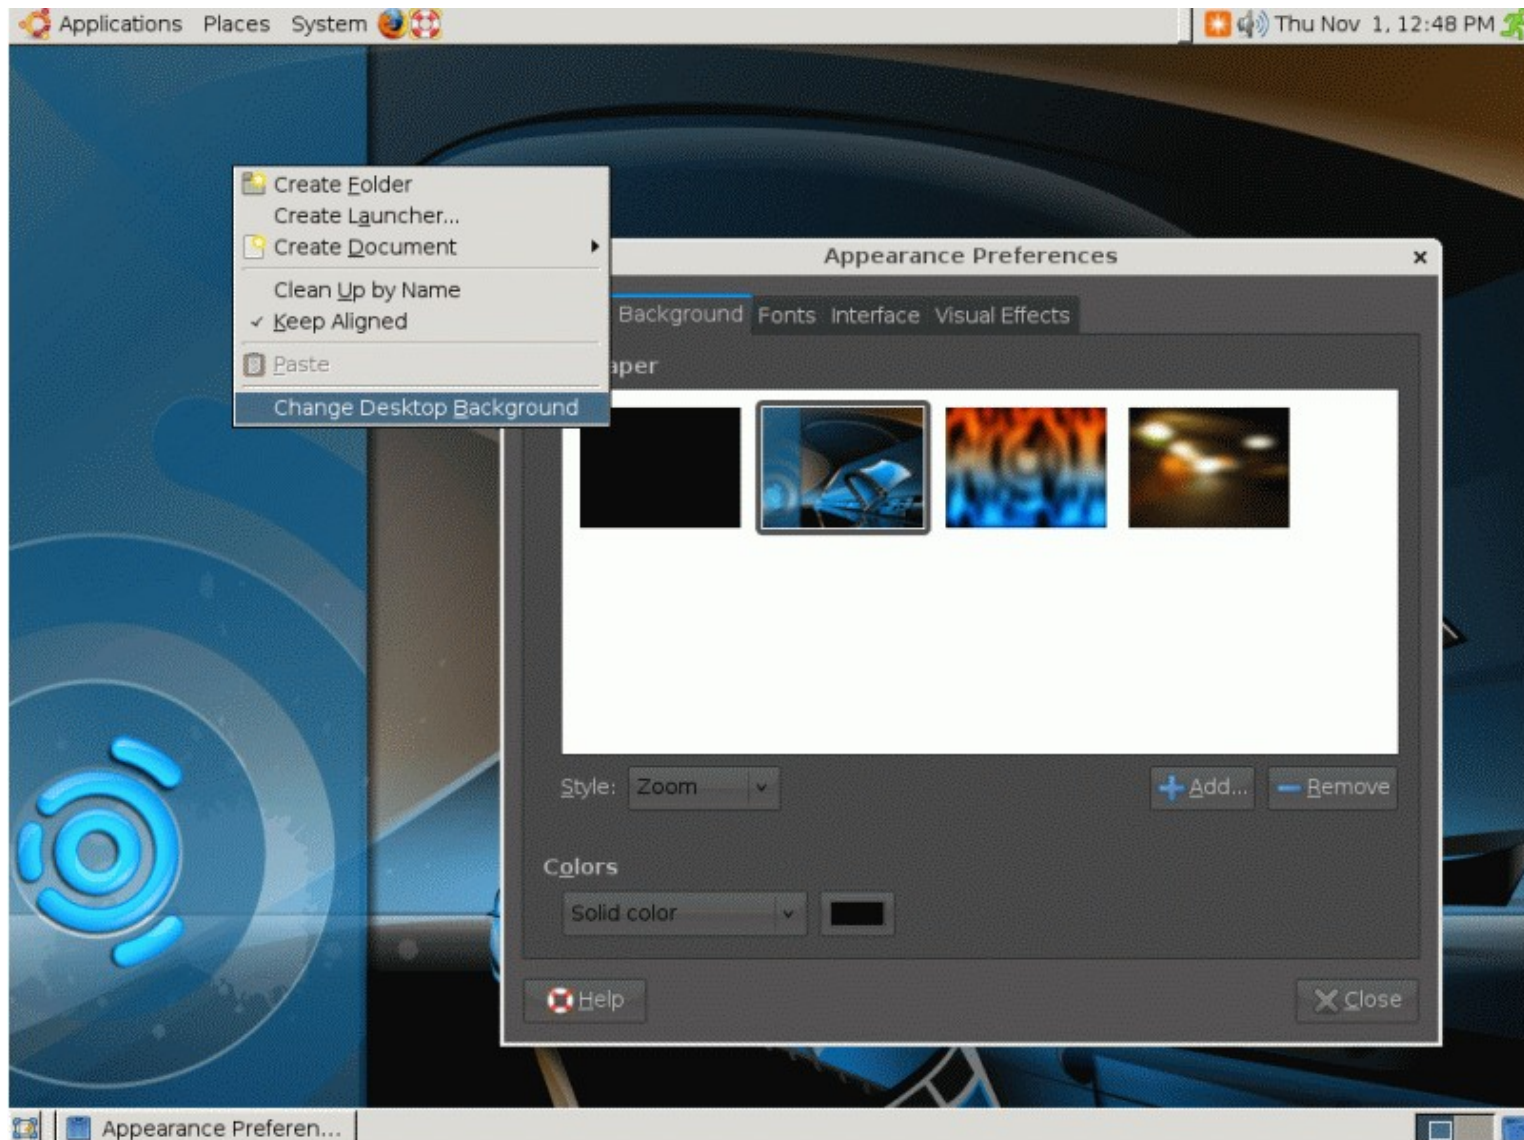 Applications Places System
Thu Nov 1, 12:48 PM
Create Folder
Create Launcher...
Create Document
Clean Up by Name
Keep Aligned
Paste
Change Desktop Background
Appearance Preferences
Background Fonts Interface Visual Effects
aper
Style: Zoom
Add... Remove
Colors
Solid color
Help
Close
Appearance Preferen...